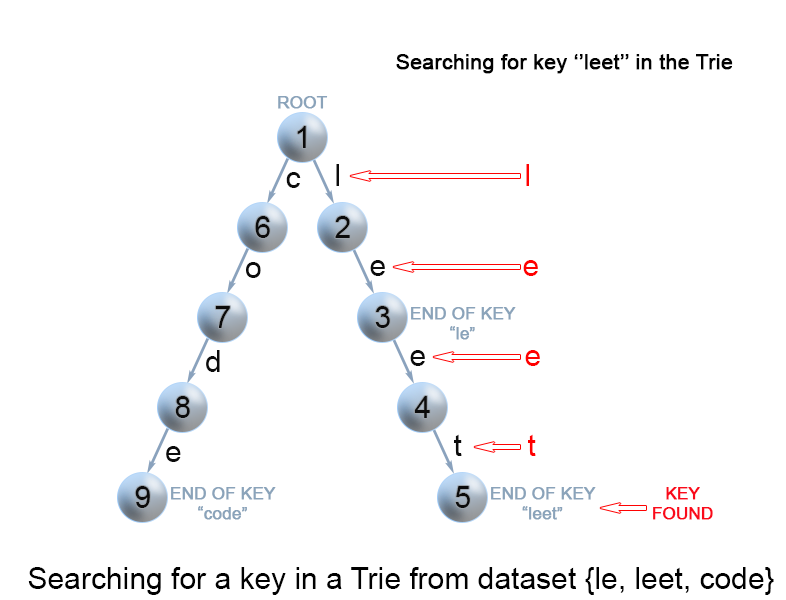 Searching for key ‘’leet’’ in the Trie
ROOT
1
c
l
l
6
2
o
e
e
7
3
END OF KEY
“le”
d
e
e
8
4
e
t
t
9
END OF KEY
“code”
5
END OF KEY
“leet”
KEY
FOUND
Searching for a key in a Trie from dataset {le, leet, code}